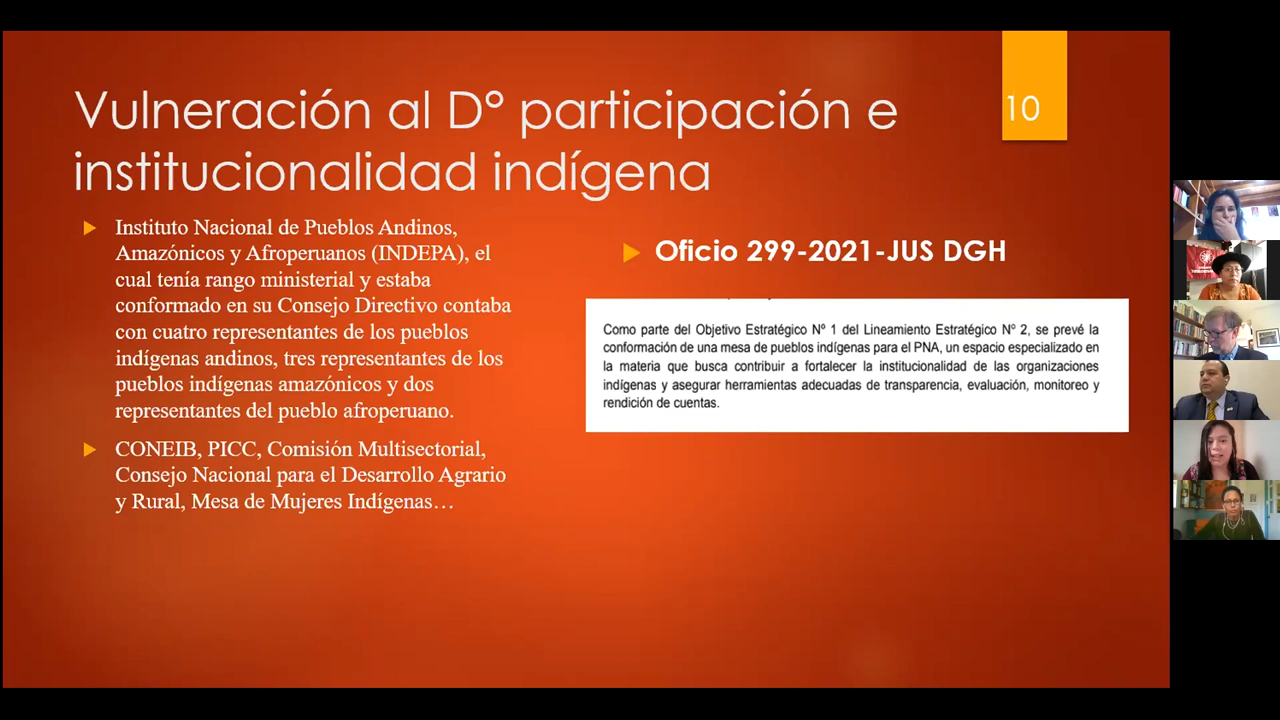 Vulneración al D° participación e
institucionalidad indígena
10
Instituto Nacional de Pueblos Andinos,
Amazónicos y Afroperuanos (INDEPA), el
cual tenía rango ministerial y estaba
conformado en su Consejo Directivo contaba
con cuatro representantes de los pueblos
indígenas andinos, tres representantes de los
pueblos indígenas amazónicos y dos
representantes del pueblo afroperuano.
CONEIB, PICC, Comisión Multisectorial,
Consejo Nacional para el Desarrollo Agrario
y Rural, Mesa de Mujeres Indígenas…
Oficio 299-2021-JUS DGH
Como parte del Objetivo Estratégico Nº 1 del Lineamiento Estratégico Nº 2, se prevé la
conformación de una mesa de pueblos indígenas para el PNA, un espacio especializado en
la materia que busca contribuir a fortalecer la institucionalidad de las organizaciones
indígenas y asegurar herramientas adecuadas de transparencia, evaluación, monitoreo y
rendición de cuentas.